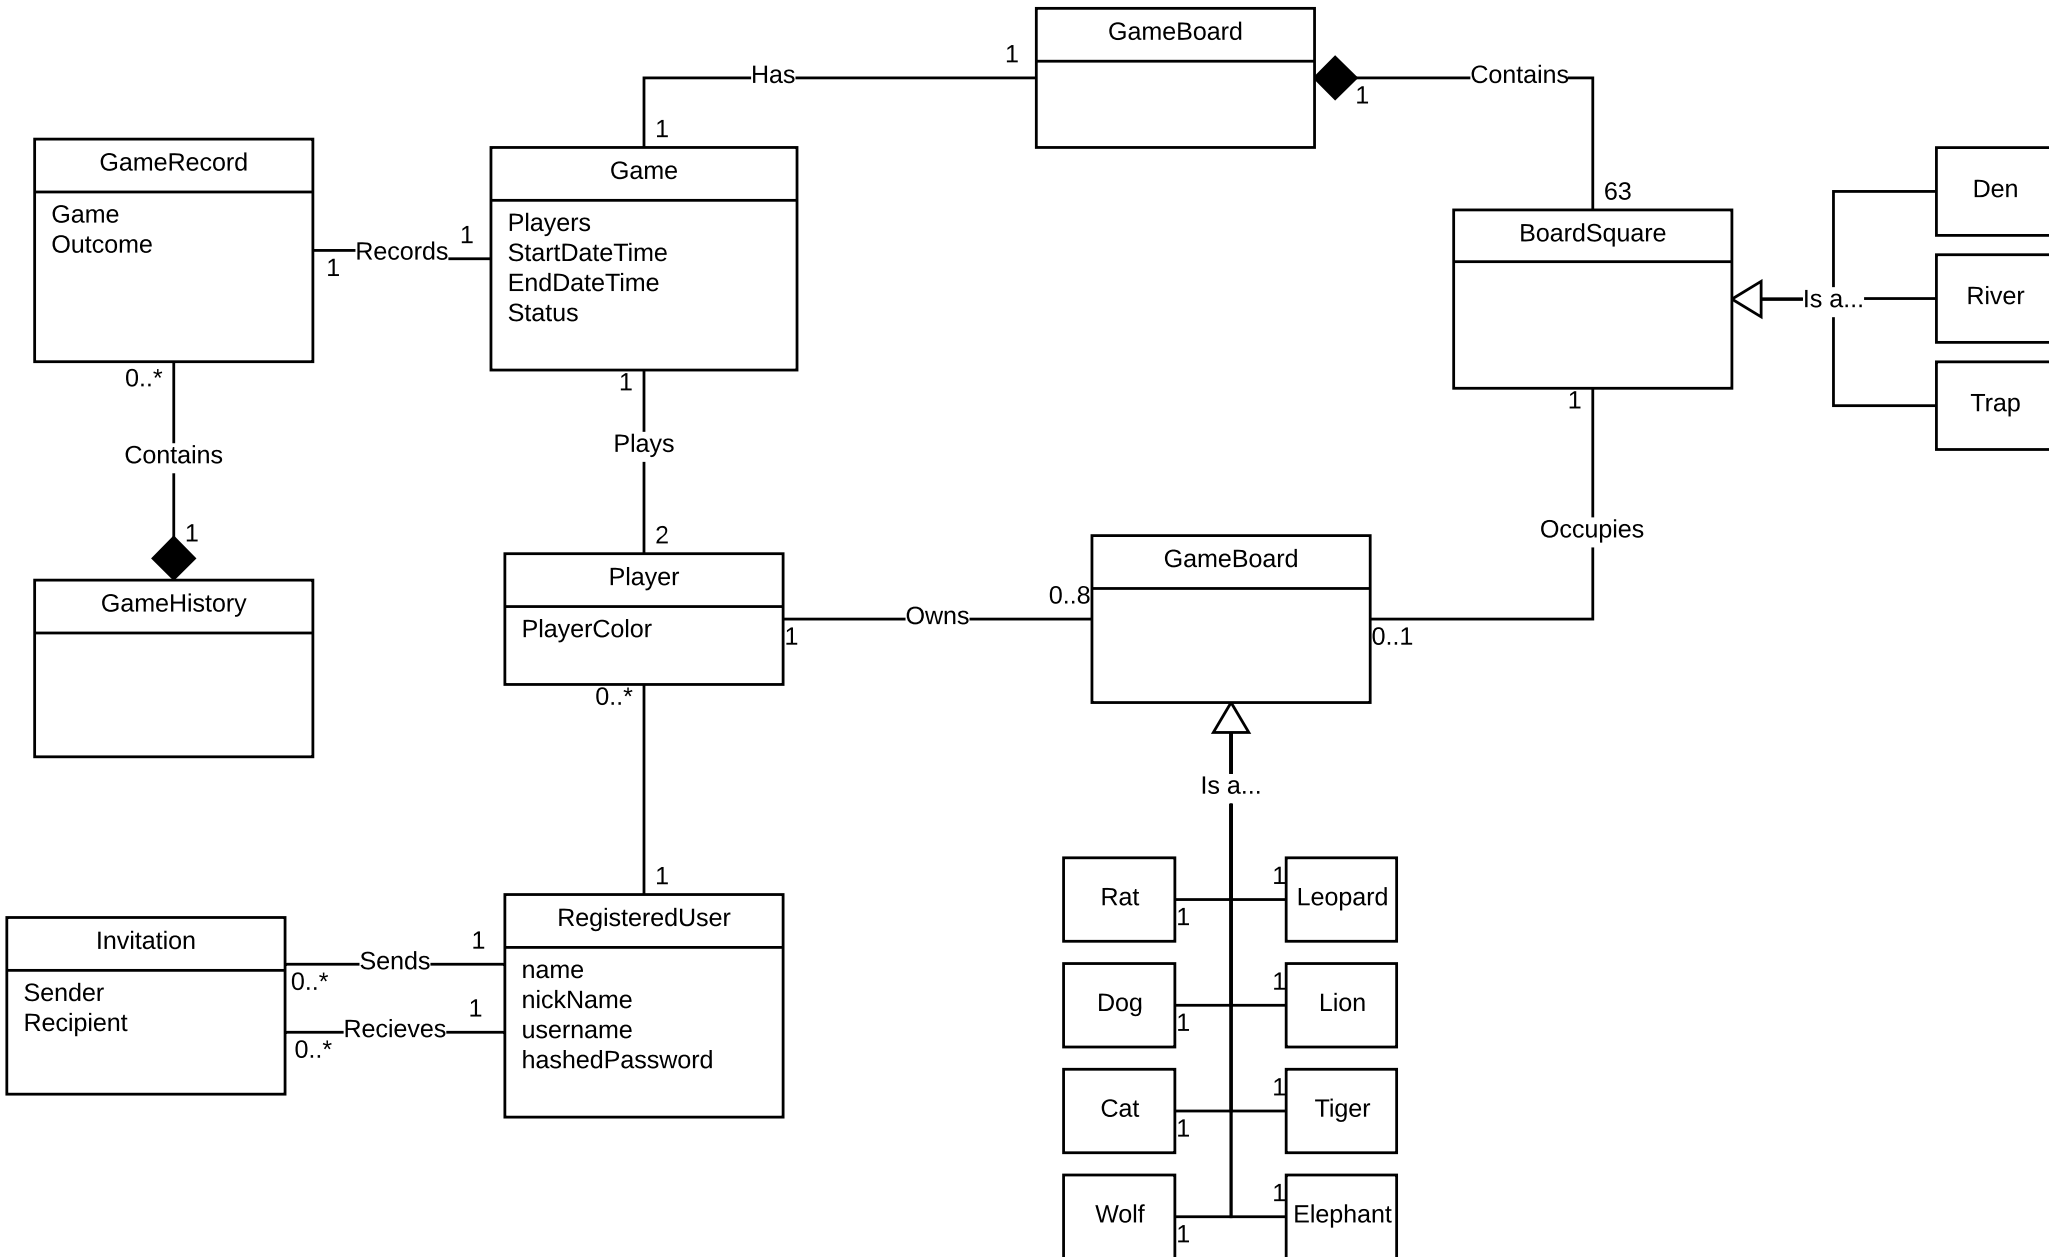 GameBoard
1
Has
Contains
1
1
GameRecord
Game
Outcome
Game
Players
StartDateTime
EndDateTime
Status
1
Records
1
63
BoardSquare
Den
River
Trap
Is a...
0..*
Contains
1
GameHistory
1
Plays
2
Player
PlayerColor
1
Owns
0..8
GameBoard
0..1
Occupies
1
0..*
1
Is a...
Invitation
Sender
Recipient
Sends
1
0..*
Recieves
1
0..*
RegisteredUser
name
nickName
username
hashedPassword
Rat
1
1
Leopard
Dog
1
1
Lion
Cat
1
1
Tiger
Wolf
1
1
Elephant